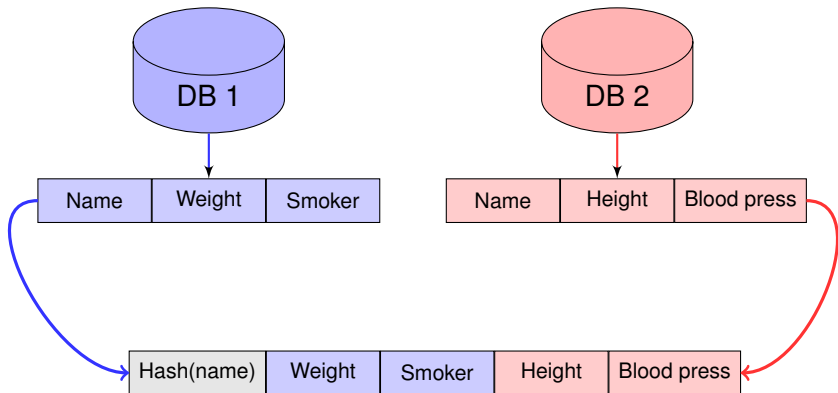 DB 1
DB 2
Name Weight Smoker
Name Height Blood press
Hash(name) Weight Smoker Height Blood press